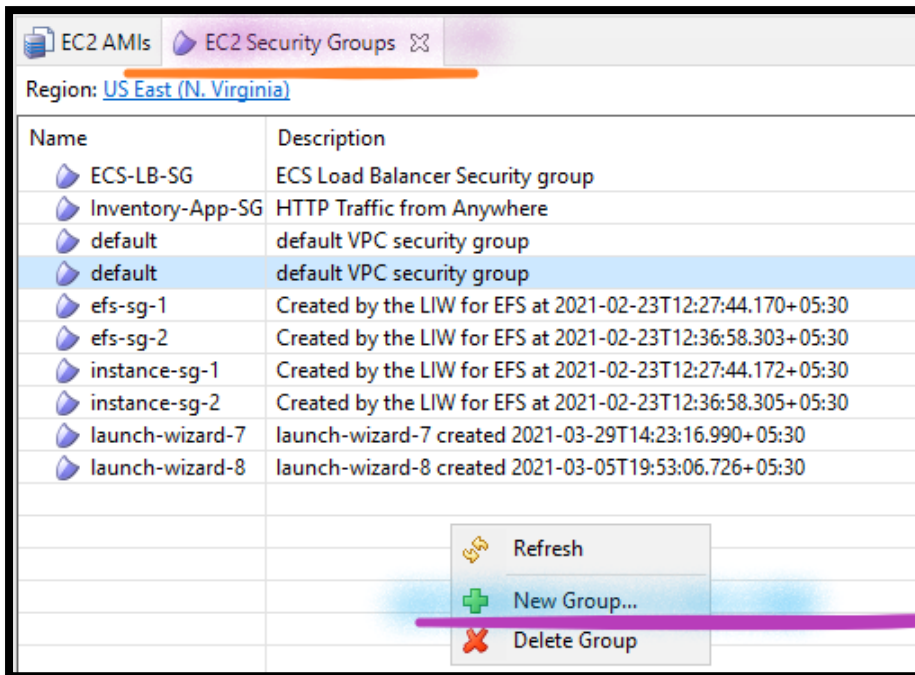 EC2 AMIs EC2 Security Groups
Region: US East (N. Virginia)
Name Description
ECS-LB-SG ECS Load Balancer Security group
Inventory-App-SG HTTP Traffic from Anywhere
default default VPC security group
default default VPC security group
efs-sg-1 Created by the LIW for EFS at 2021-02-23T12:27:44.170+05:30
efs-sg-2 Created by the LIW for EFS at 2021-02-23T12:36:58.303+05:30
instance-sg-1 Created by the LIW for EFS at 2021-02-23T12:27:44.172+05:30
instance-sg-2 Created by the LIW for EFS at 2021-02-23T12:36:58.305+05:30
launch-wizard-7 launch-wizard-7 created 2021-03-29T14:23:16.990+05:30
launch-wizard-8 launch-wizard-8 created 2021-03-05T19:53:06.726+05:30
Refresh
New Group...
Delete Group